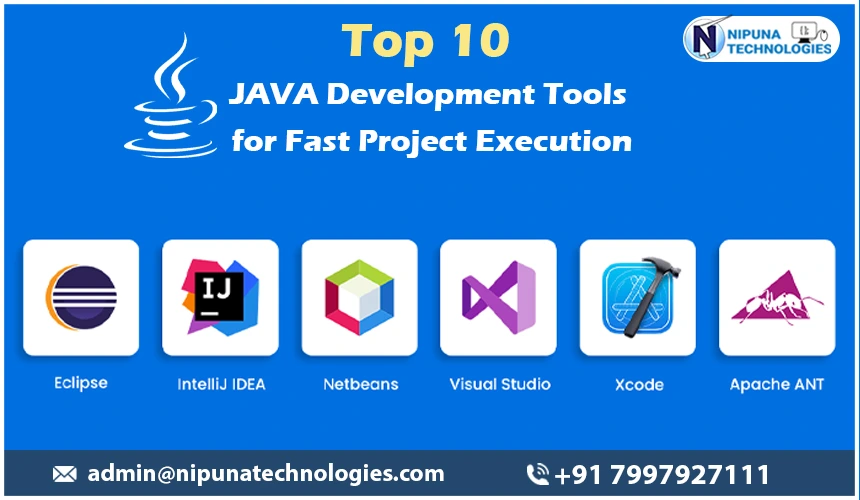 Top 10
JAVA Development Tools
for Fast Project Execution
N NIPUNA
TECHNOLOGIES
IJ
Eclipse
IntelliJ IDEA
Netbeans
Visual Studio
Xcode
Apache ANT
admin@nipunatechnologies.com
+91 7997927111